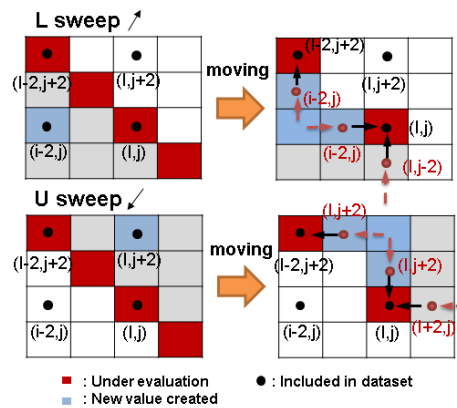 L sweep
(I-2,j+2)
(I,j+2)
(i-2,j)
(I,j)
moving
(I-2,j+2)
(I,j+2)
(i-2,j)
(I,j)
(i-2,j)
(I,j-2)
U sweep
(I-2,j+2)
(I,j+2)
(i-2,j)
(I,j)
moving
(I,j+2)
(I-2,j+2)
(I,j+2)
(i-2,j)
(I,j)
(I+2,j)
: Under evaluation
: Included in dataset
: New value created